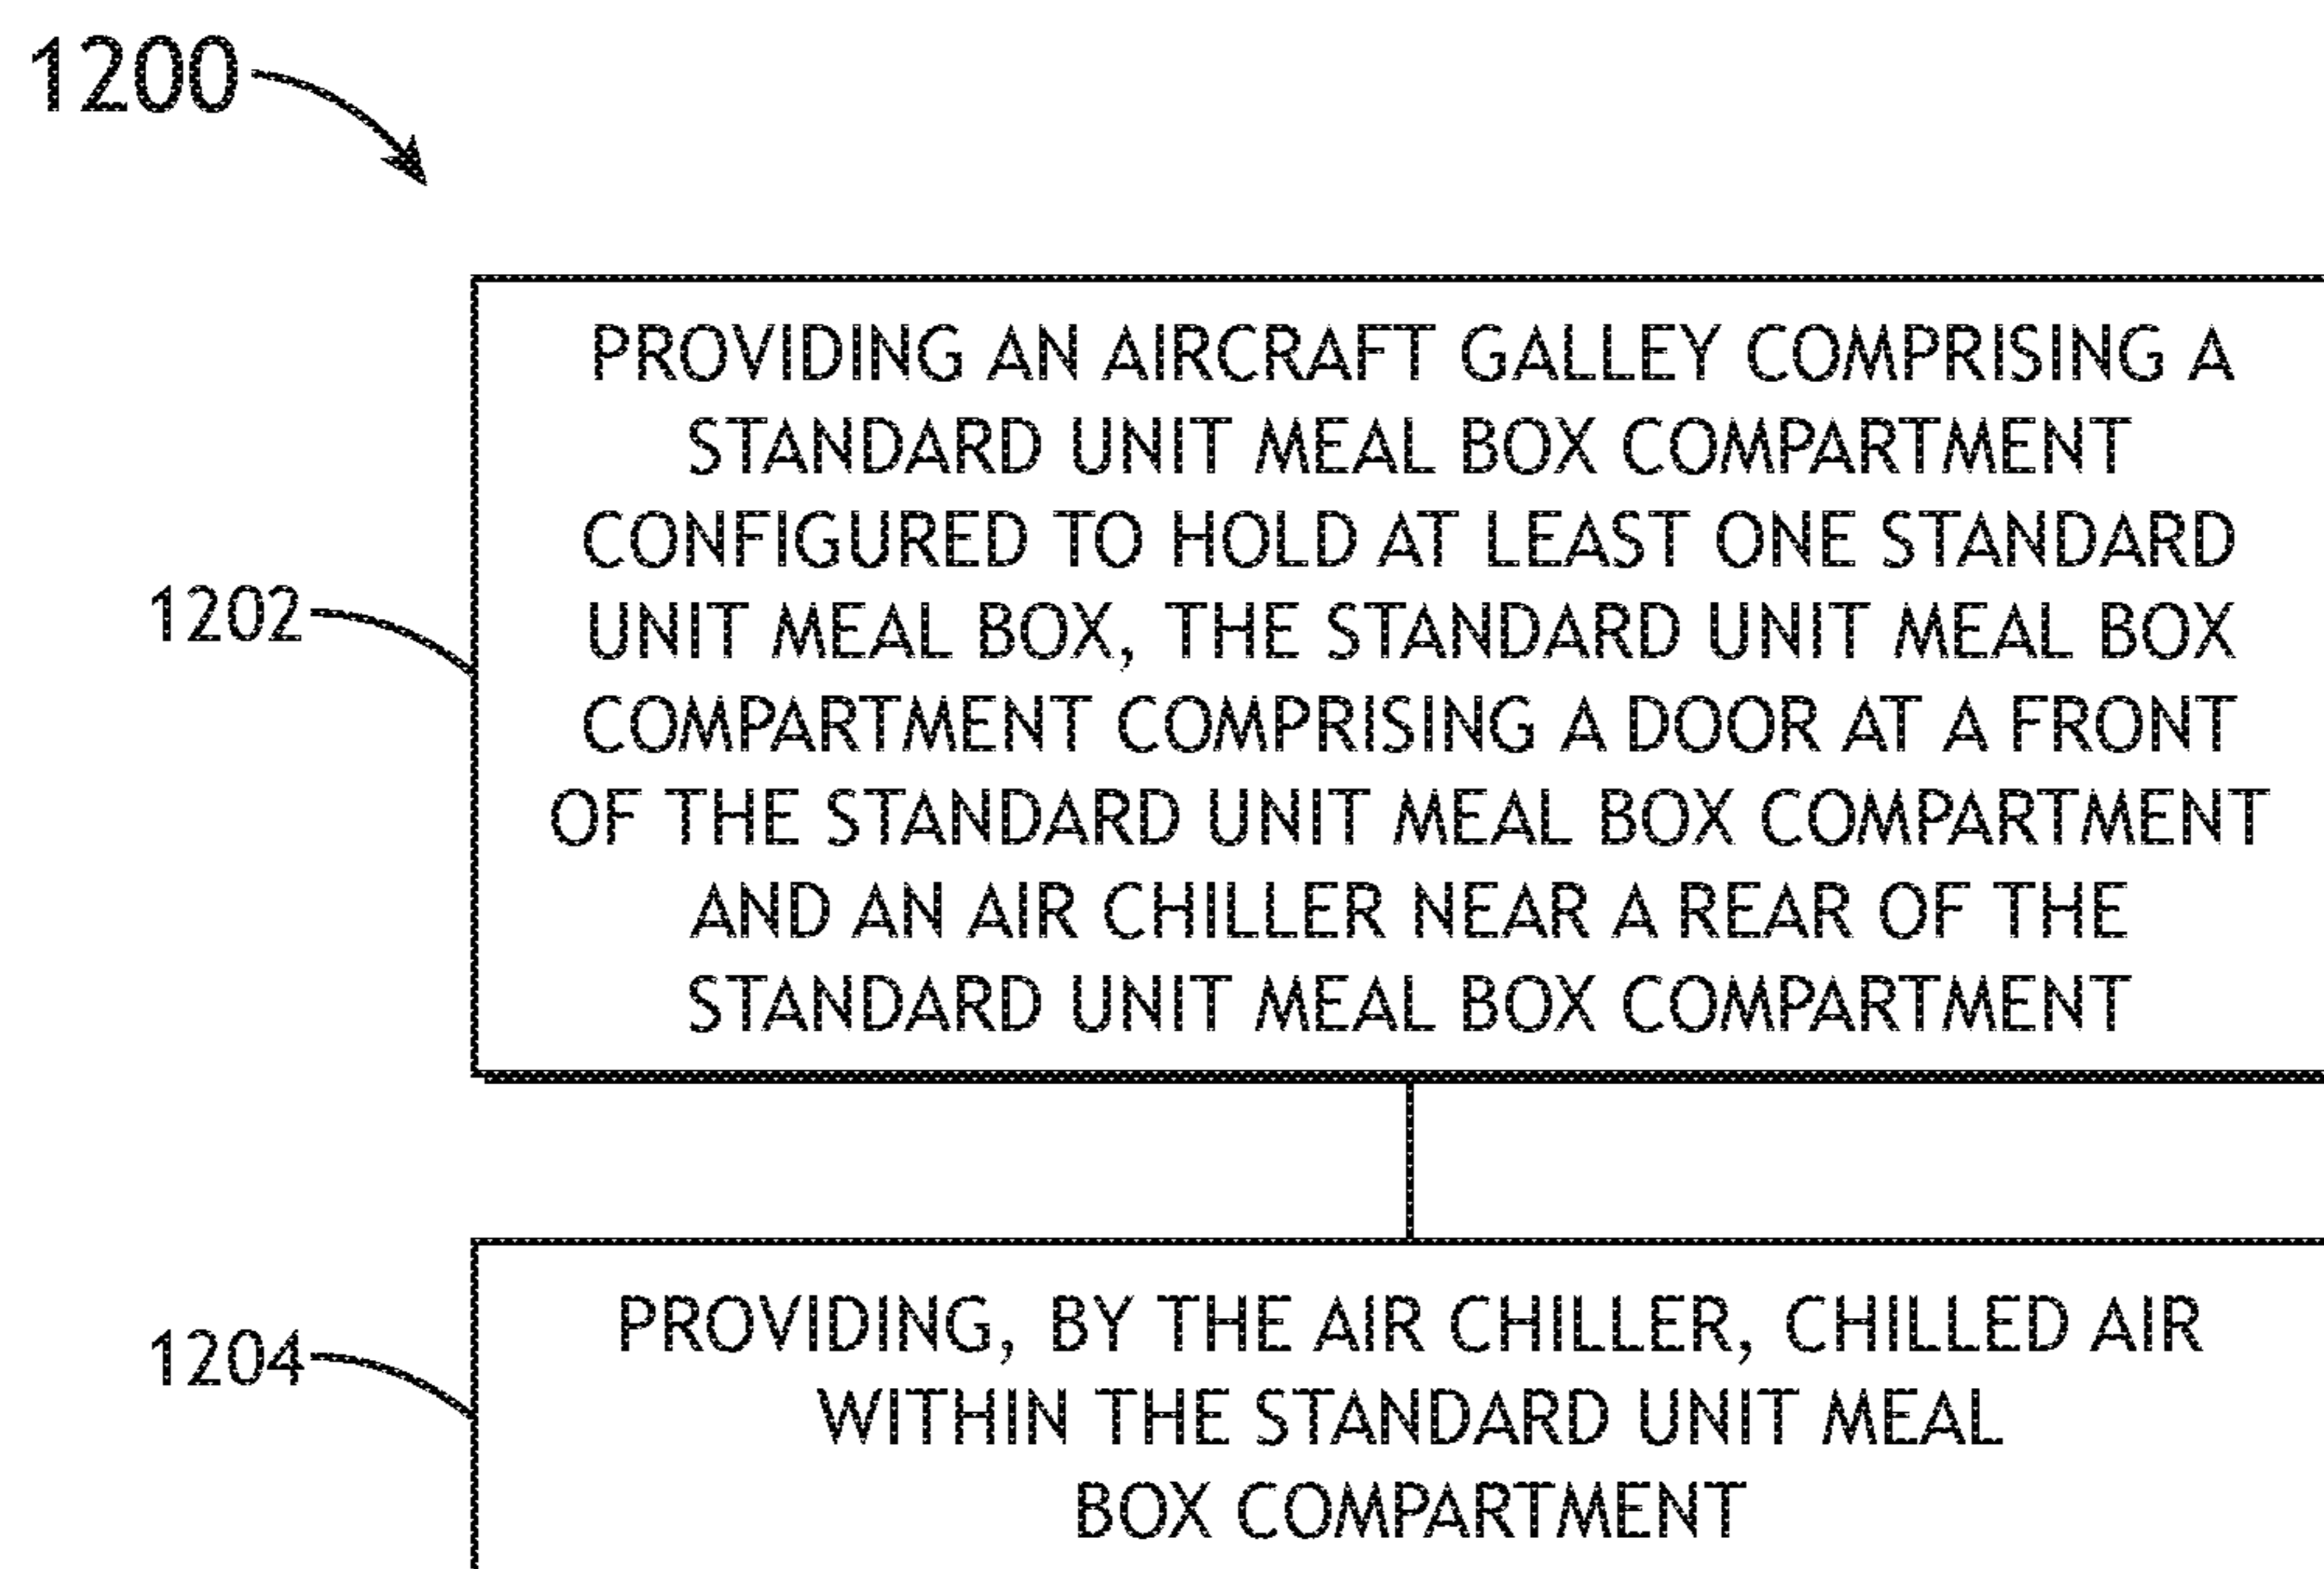 1200
PROVIDING AN AIRCRAFT GALLEY COMPRISING A
STANDARD UNIT MEAL BOX COMPARTMENT
CONFIGURED TO HOLD AT LEAST ONE STANDARD
1202
UNIT MEAL BOX, THE STANDARD UNIT MEAL BOX
COMPARTMENT COMPRISING A DOOR AT A FRONT
OF THE STANDARD UNIT MEAL BOX COMPARTMENT
AND AN AIR CHILLER NEAR A REAR OF THE
STANDARD UNIT MEAL BOX COMPARTMENT
1204
PROVIDING, BY THE AIR CHILLER, CHILLED AIR
WITHIN THE STANDARD UNIT MEAL
BOX COMPARTMENT